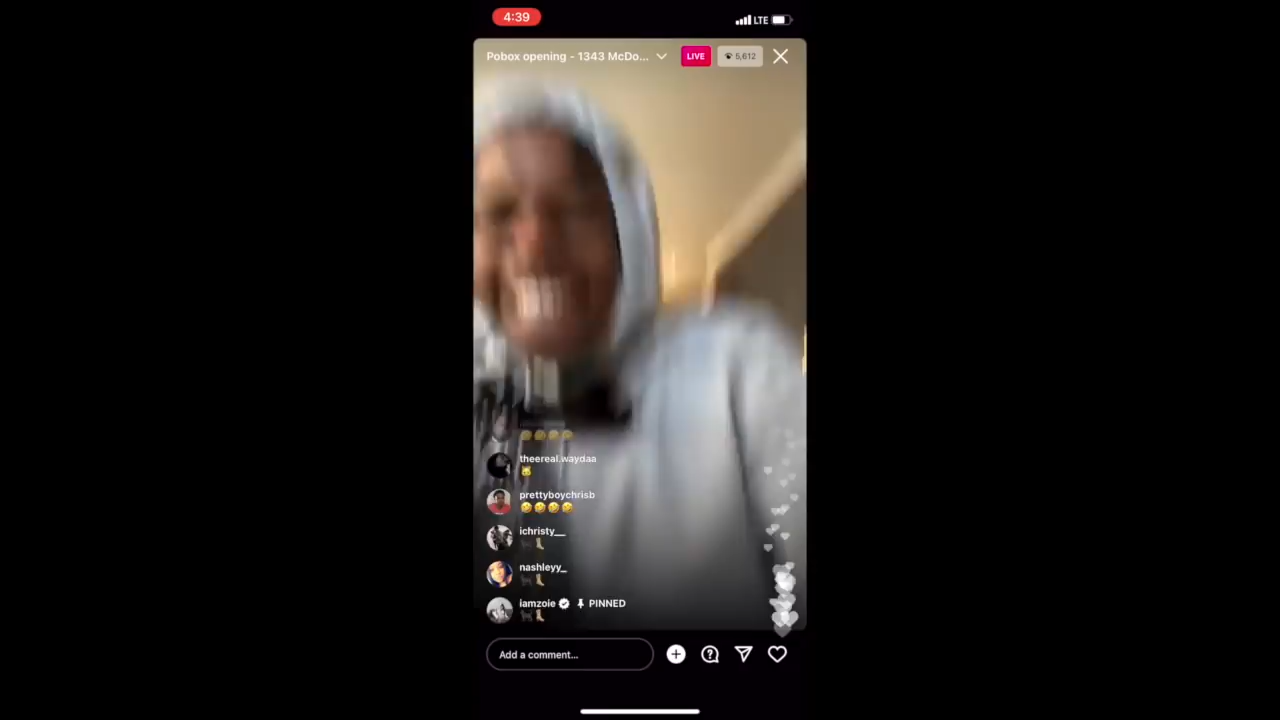 4:39
LTE
Pobox opening - 1343 McDo...
LIVE
5,612
theereal.waydaa
🐱
prettyboychrisb
🤣🤣🤣🤣
ichristy__
🐈‍⬛🦶🏼
nashleyy_
🐈‍⬛🦶🏼
iamzoie PINNED
🐈‍⬛🦶🏼
Add a comment...